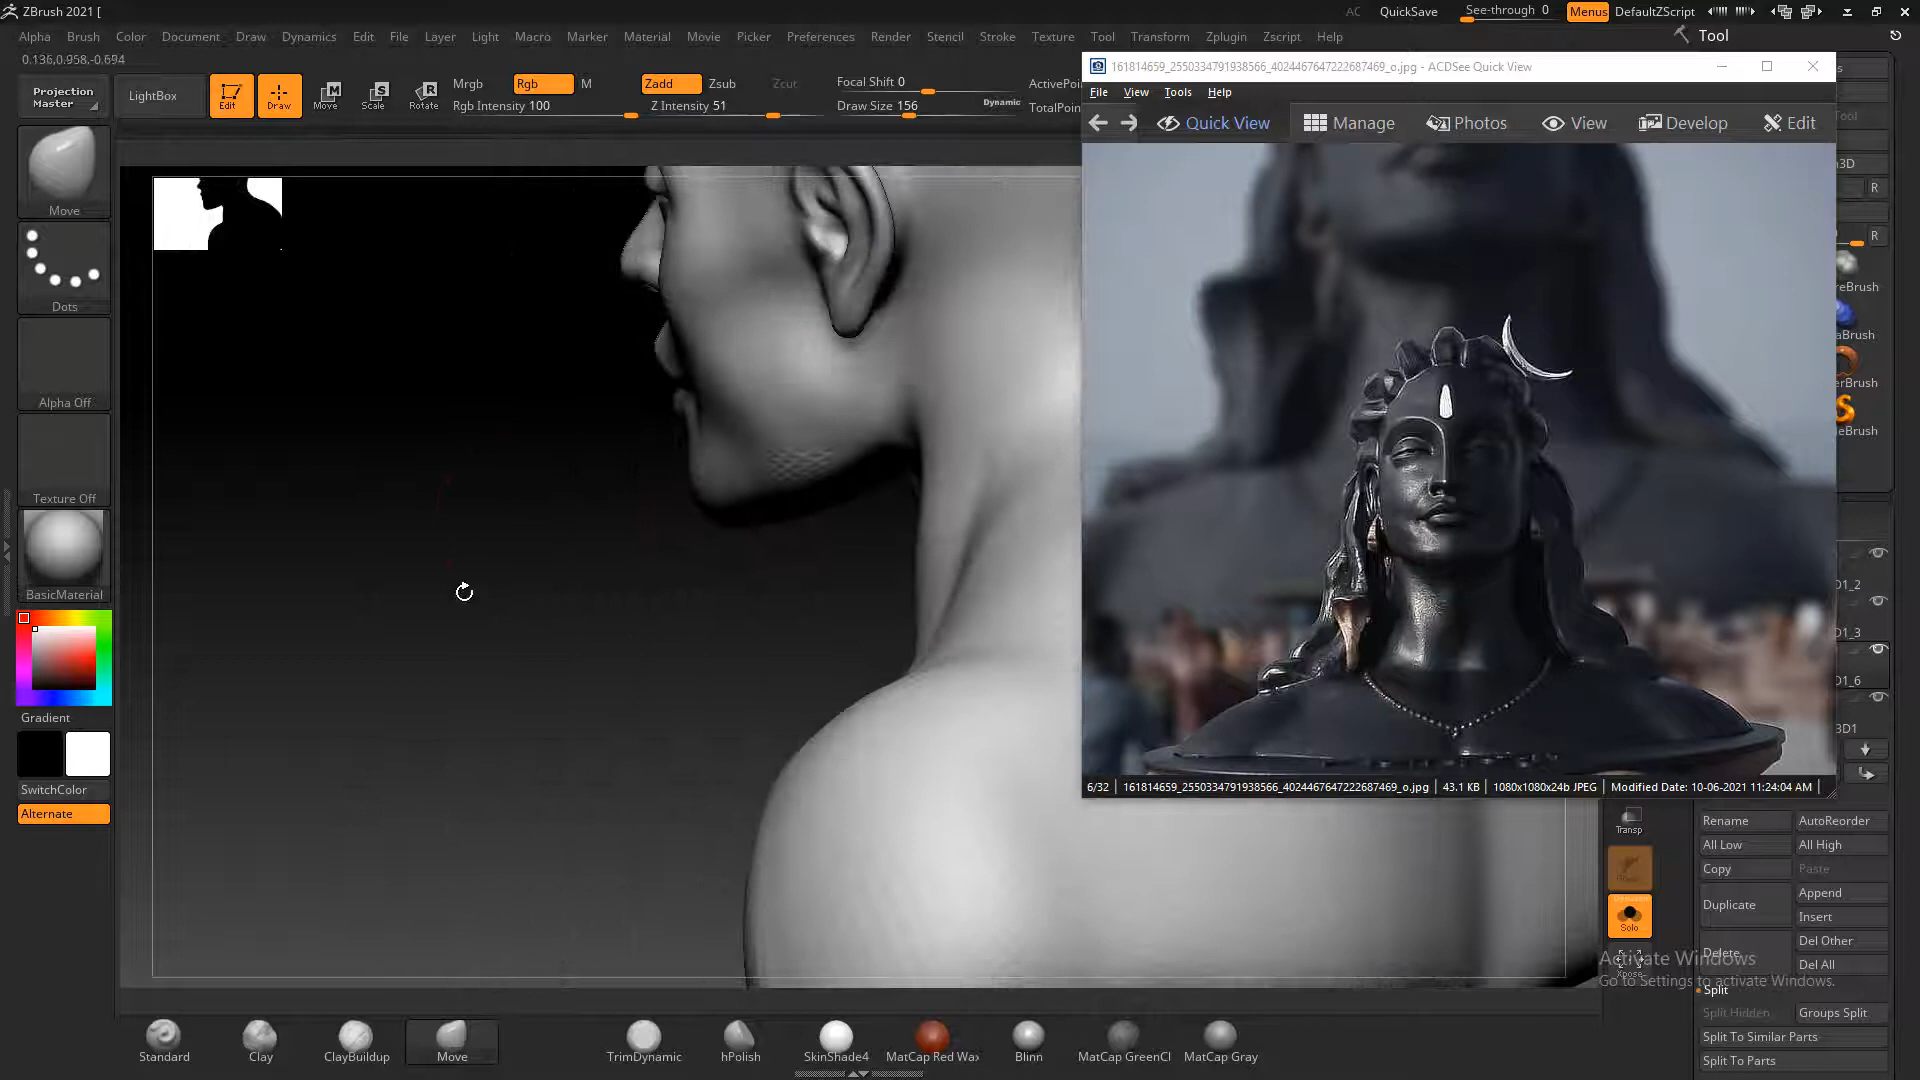 ZBrush 2021 [
AC QuickSave See-through 0 Menus DefaultZScript
Alpha Brush Color Document Draw Dynamics Edit File Layer Light Macro Marker Material Movie Picker Preferences Render Stencil Stroke Texture Tool Transform Zplugin Zscript Help
Tool
0.136,0.958,-0.694
Projection Master
LightBox
Edit
Draw
Move
Scale
Rotate
Mrgb Rgb M
Rgb Intensity 100
Zadd Zsub Zcut
Z Intensity 51
Focal Shift 0
Draw Size 156
Dynamic
ActivePoi
TotalPoin
161814659_2550334791938566_4024467647222687469_o.jpg - ACDSee Quick View
File View Tools Help
Quick View Manage Photos View Develop Edit
6/32 161814659_2550334791938566_4024467647222687469_o.jpg 43.1 KB 1080x1080x24b JPEG Modified Date: 10-06-2021 11:24:04 AM
Move
Dots
Alpha Off
Texture Off
BasicMaterial
Gradient
SwitchColor
Alternate
Tool
R
R
D1_2
D1_3
D1_6
3D1
Transp
Solo
Xpose
Rename AutoReorder
All Low All High
Copy Paste
Duplicate Append
Insert
Delete Del Other
Del All
Split
Split Hidden Groups Split
Split To Similar Parts
Split To Parts
Activate Windows
Go to Settings to activate Windows.
Standard Clay ClayBuildup Move TrimDynamic hPolish SkinShade4 MatCap Red Wax Blinn MatCap GreenCl MatCap Gray